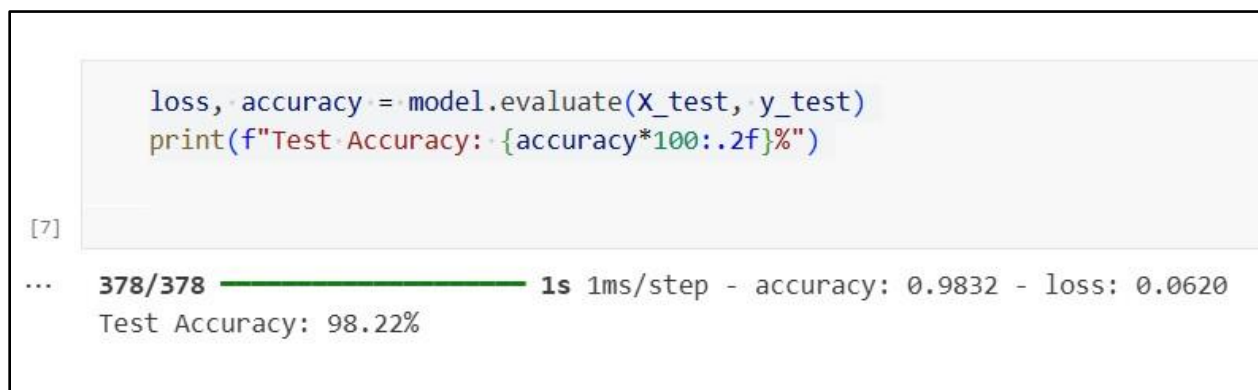 loss, accuracy = model.evaluate(X_test, y_test)
print(f"Test Accuracy: {accuracy*100:.2f}%")
[7]
... 378/378 ━━━━━━━━━━━━━━━━━━━━ 1s 1ms/step - accuracy: 0.9832 - loss: 0.0620
Test Accuracy: 98.22%